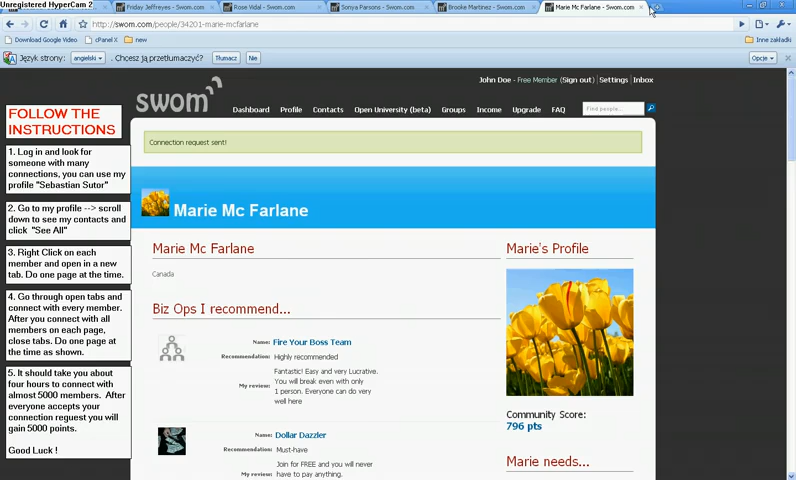 Unregistered HyperCam 2
Friday Jeffreyes - Swom.com
Rose Vidal - Swom.com
Sonya Parsons - Swom.com
Brooke Martinez - Swom.com
Marie Mc Farlane - Swom.com
http://swom.com/people/34201-marie-mcfarlane
Download Google Video
cPanel X
new
Inne zakładki
Język strony:
angielski
Chcesz ją przetłumaczyć?
Tłumacz
Nie
Opcje
John Doe - Free Member (Sign out)
Settings
Inbox
swom
Dashboard
Profile
Contacts
Open University (beta)
Groups
Income
Upgrade
FAQ
Find people...
FOLLOW THE
INSTRUCTIONS
1. Log in and look for
someone with many
connections, you can use my
profile "Sebastian Sutor"
2. Go to my profile --> scroll
down to see my contacts and
click "See All"
3. Right Click on each
member and open in a new
tab. Do one page at the time.
4. Go through open tabs and
connect with every member.
After you connect with all
members on each page,
close tabs. Do one page at
the time as shown.
5. It should take you about
four hours to connect with
almost 5000 members. After
everyone accepts your
connection reguest you will
gain 5000 points.
Good Luck !
Connection request sent!
Marie Mc Farlane
Marie Mc Farlane
Canada
Biz Ops I recommend...
Name: Fire Your Boss Team
Recommendation: Highly recommended
My review: Fantastic! Easy and very Lucrative.
You will break even with only
1 person. Everyone can do very
well here
Name: Dollar Dazzler
Recommendation: Must-have
My review: Join for FREE and you will never
have to pay anything.
Marie's Profile
Community Score:
796 pts
Marie needs...